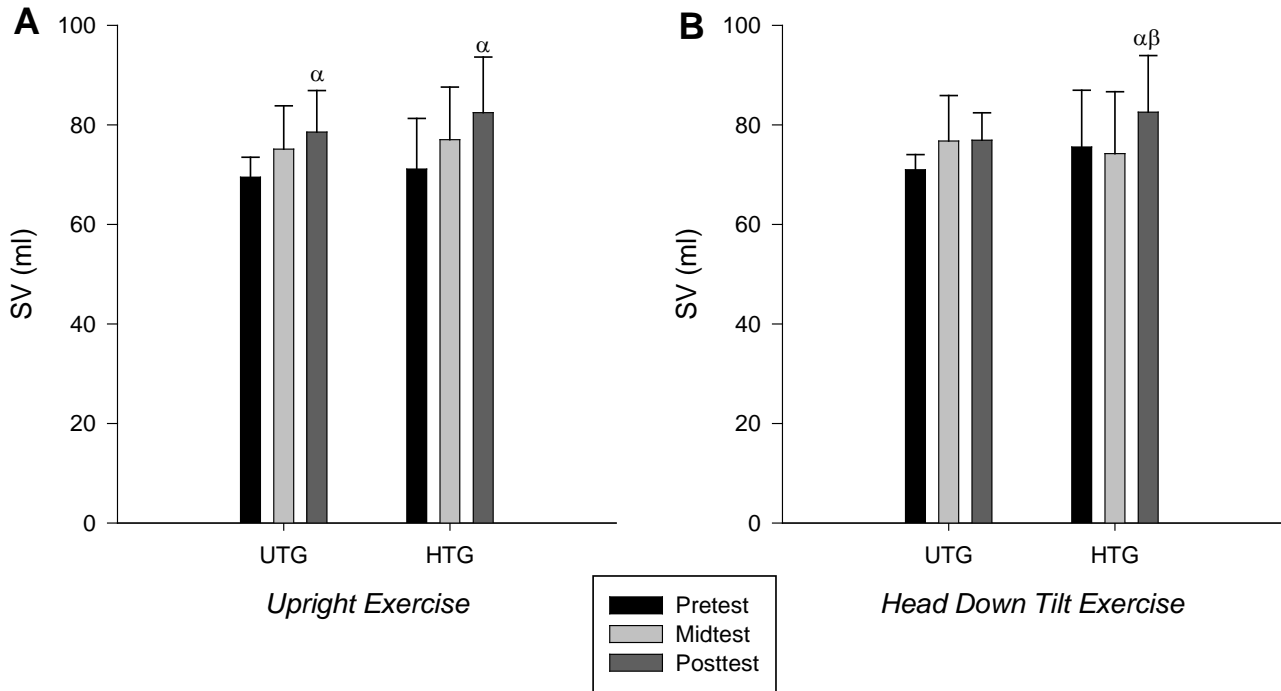 A
SV (ml)
100
80
60
40
20
0
α
α
UTG HTG
Upright Exercise
B
SV (ml)
100
80
60
40
20
0
αβ
UTG HTG
Head Down Tilt Exercise
Pretest
Midtest
Posttest